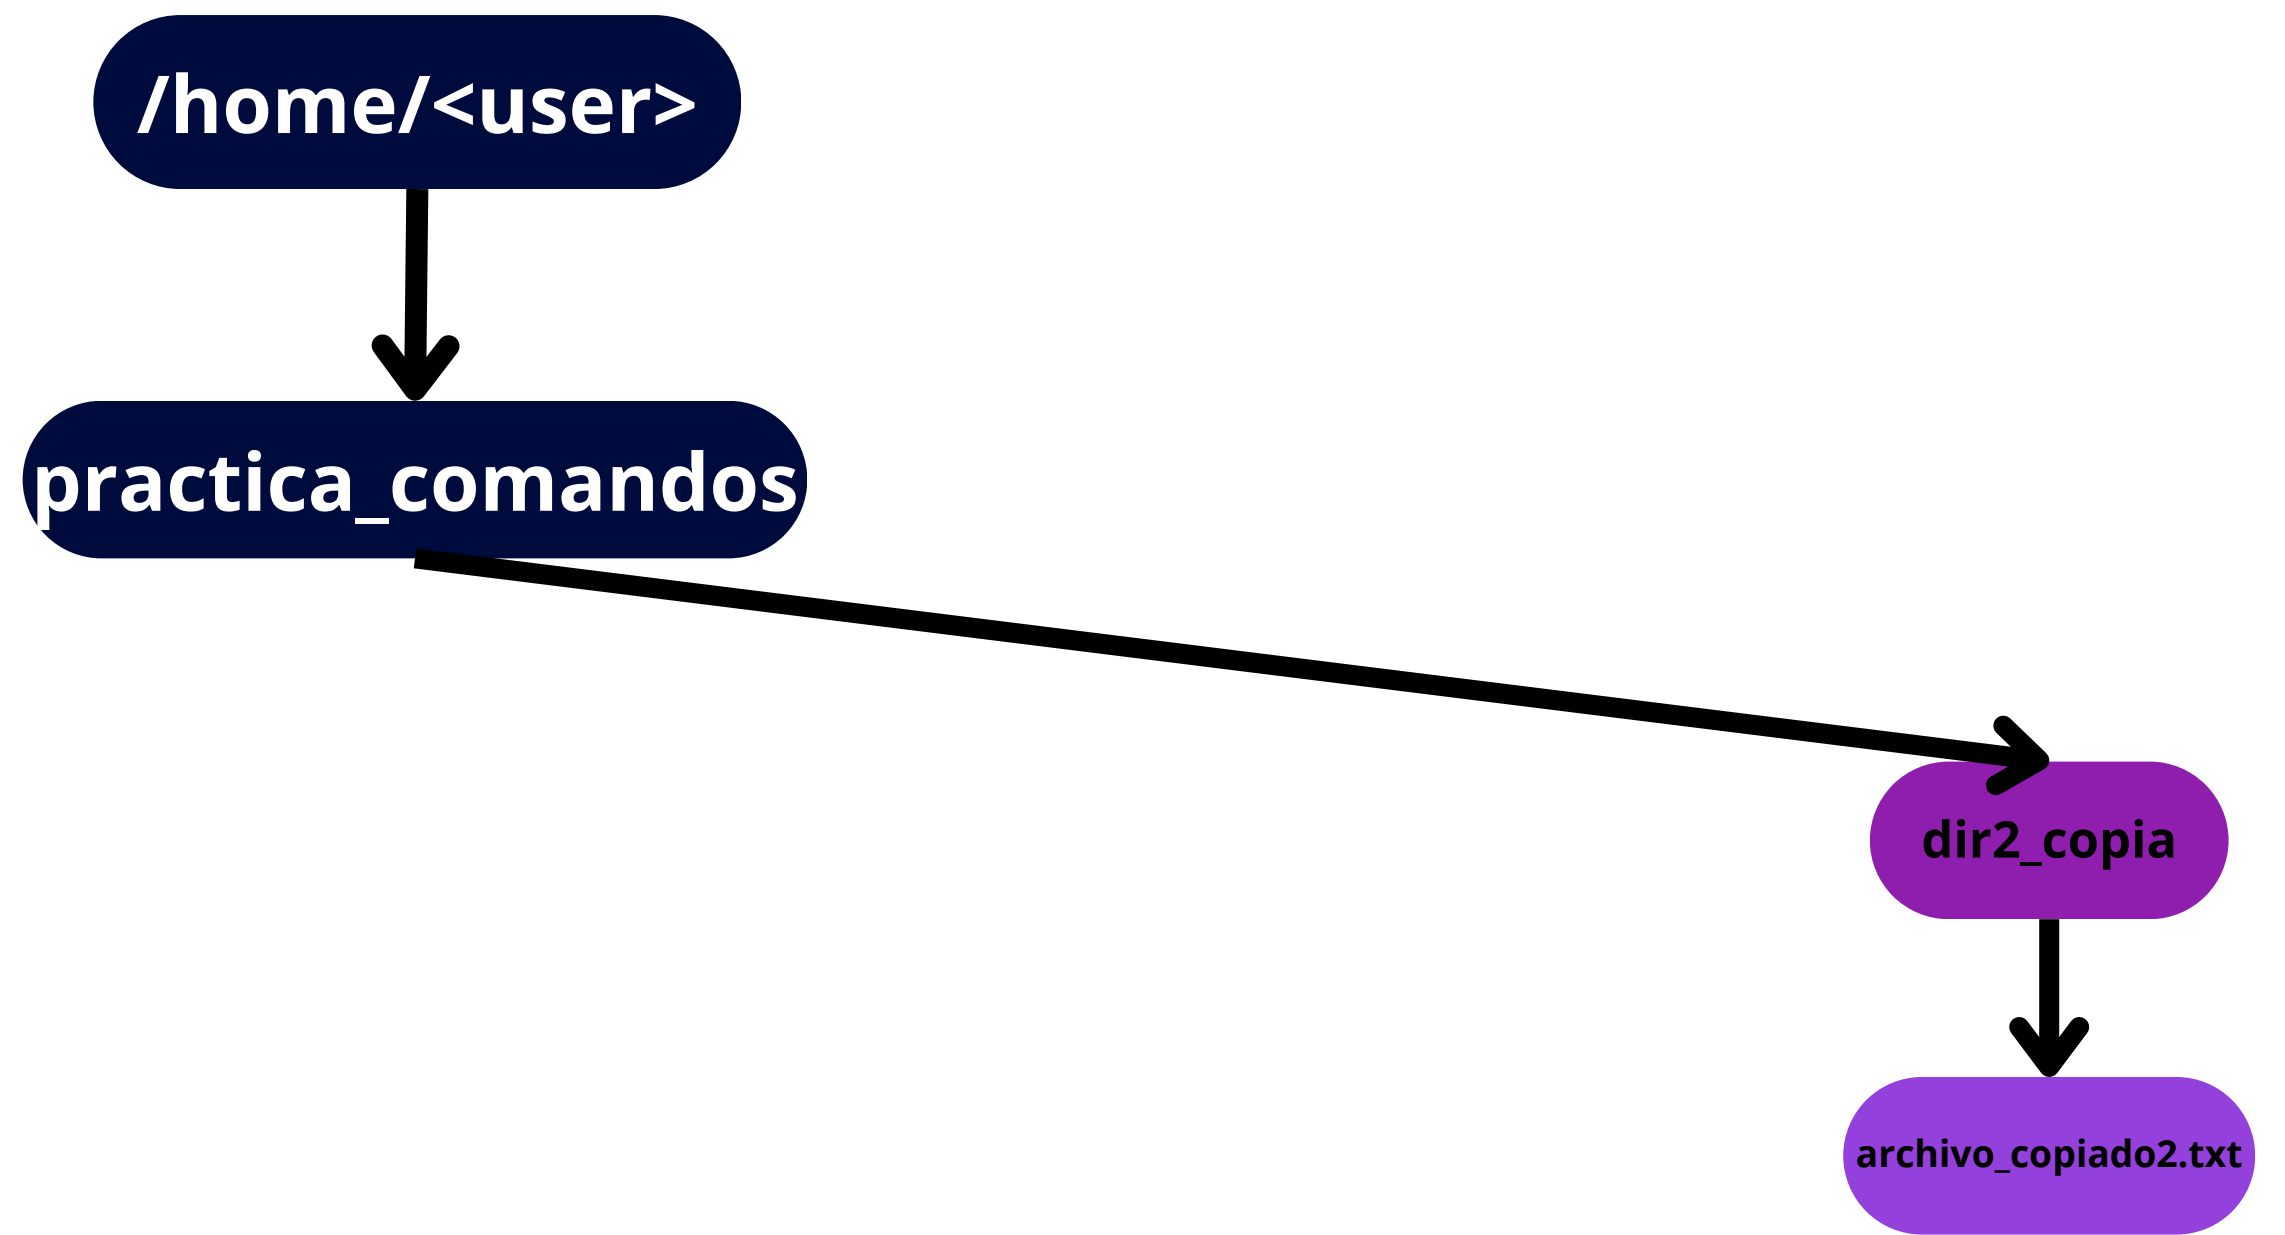 /home/<user>
practica_comandos
dir2_copia
archivo_copiado2.txt